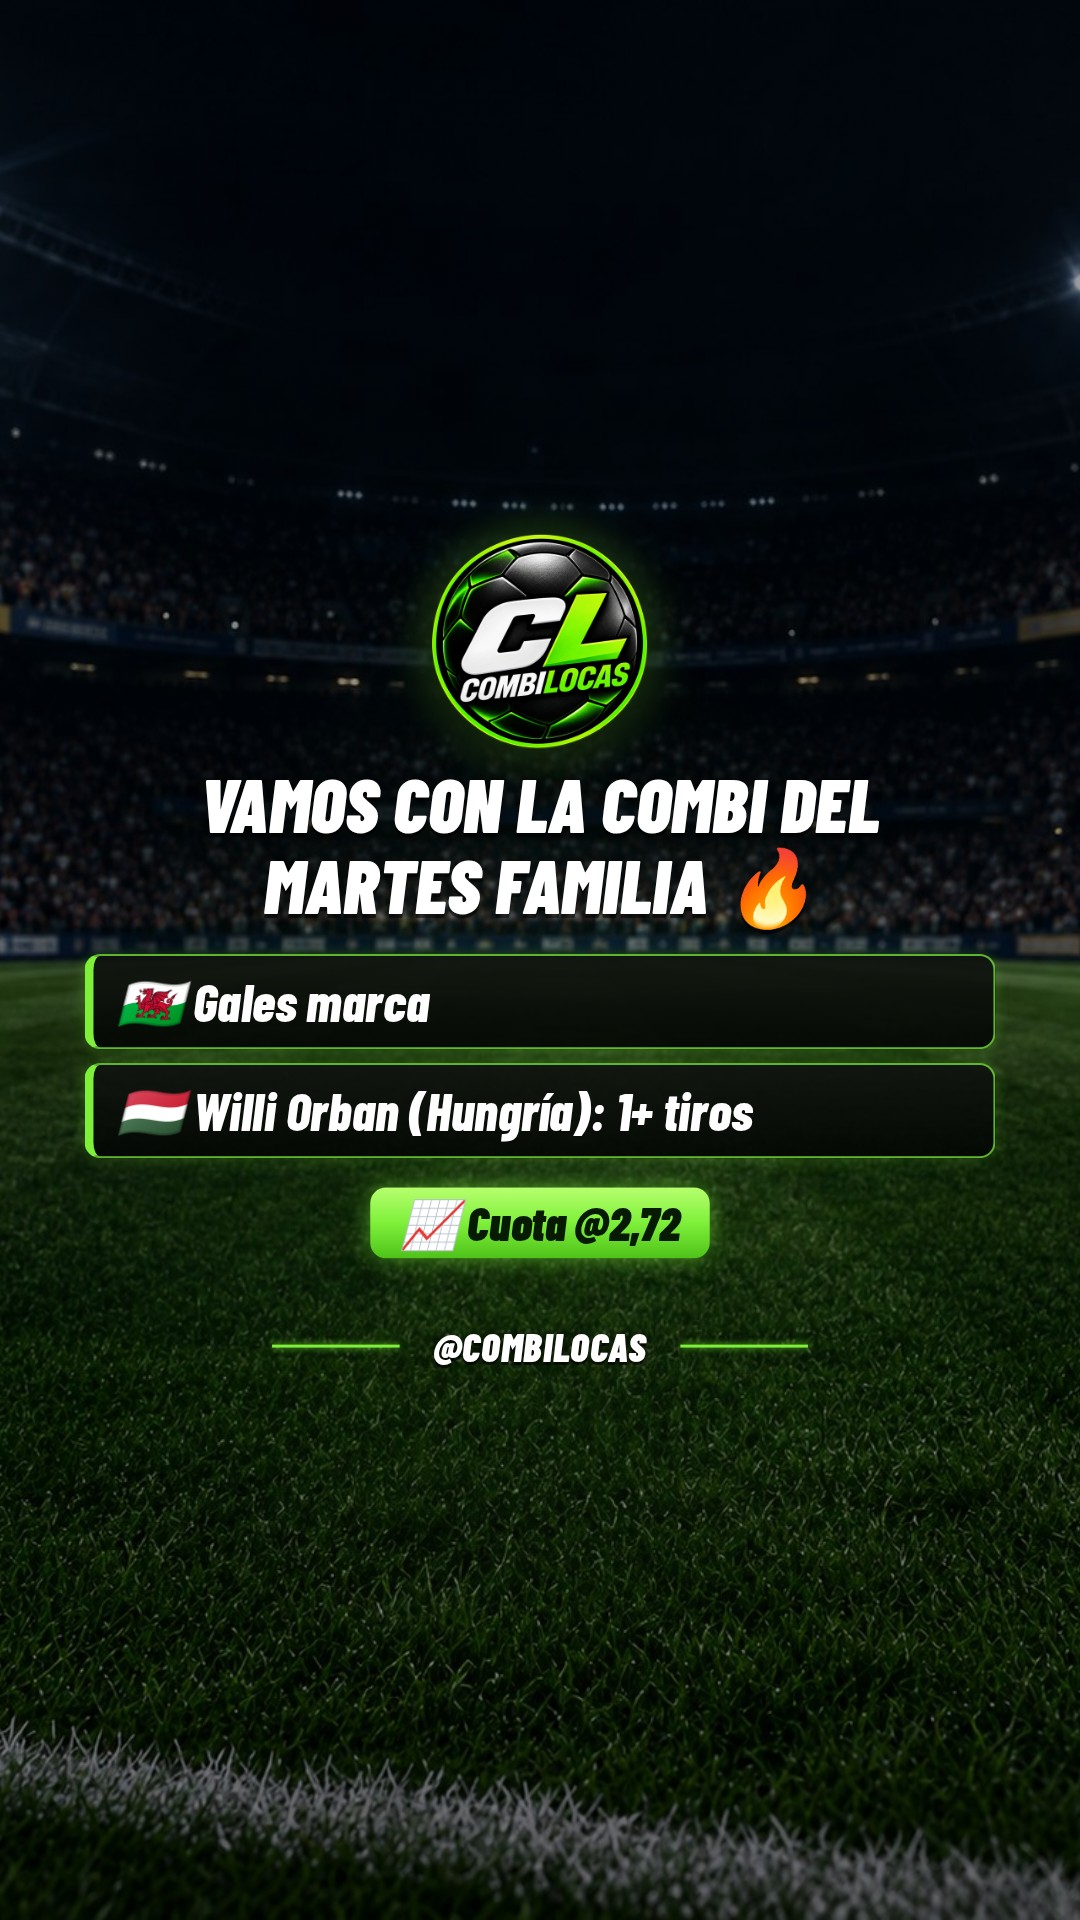 CL
COMBILOCAS
VAMOS CON LA COMBI DEL
MARTES FAMILIA 🔥
🏴󠁧󠁢󠁷󠁬󠁳󠁿 Gales marca
🇭🇺 Willi Orban (Hungría): 1+ tiros
📈 Cuota @2,72
@COMBILOCAS